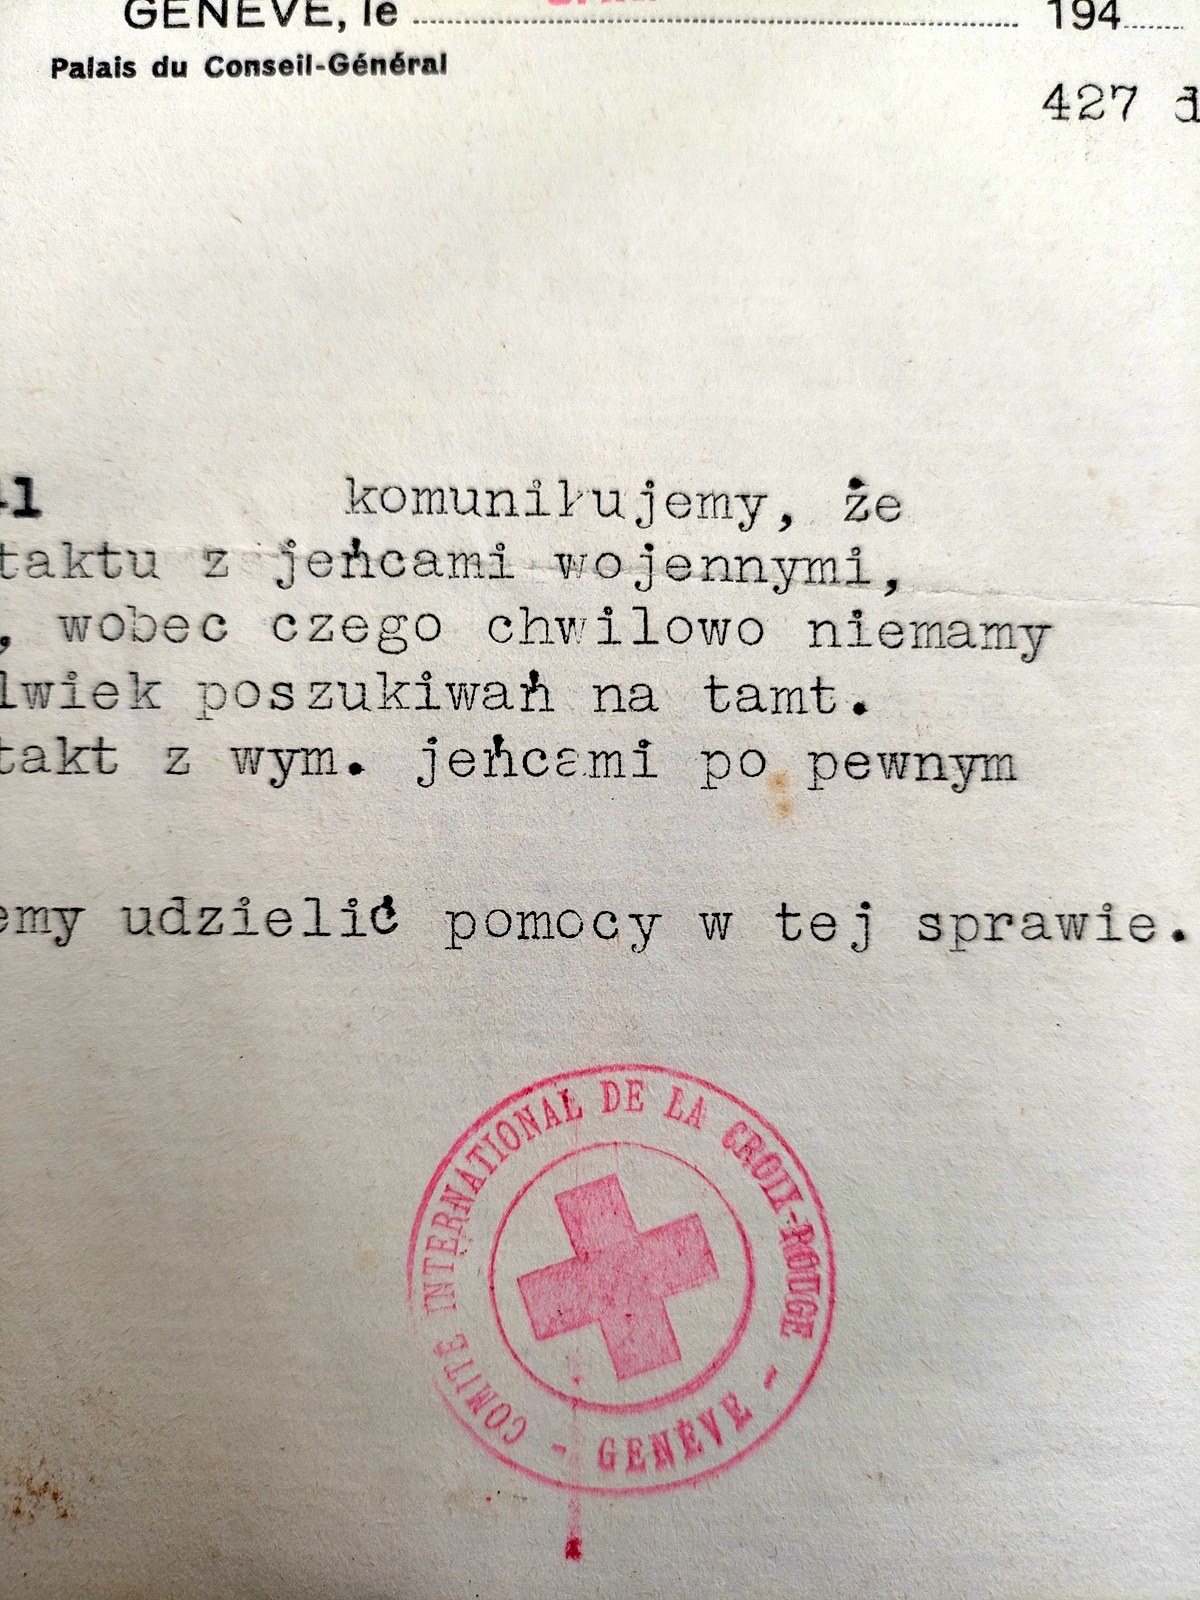 GENÈVE, le 194
Palais du Conseil-Général
427 d
41 komunikujemy, że
taktu z jeńcami wojennymi,
, wobec czego chwilowo niemamy
lwiek poszukiwań na tamt.
takt z wym. jeńcami po pewnym
emy udzielić pomocy w tej sprawie.
COMITÉ INTERNATIONAL DE LA CROIX-ROUGE
- GENÈVE -